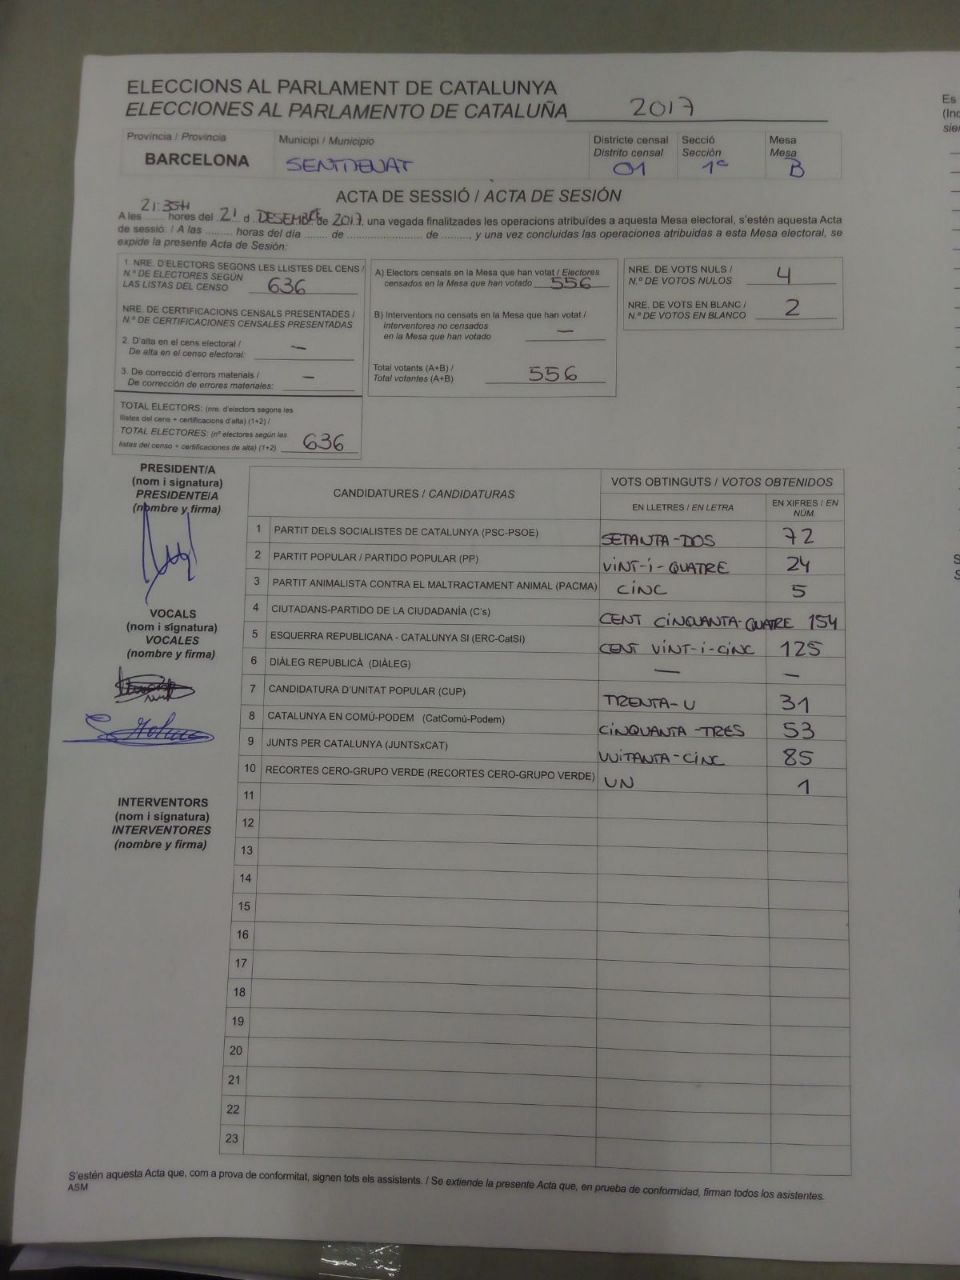 ELECCIONS AL PARLAMENT DE CATALUNYA
ELECCIONES AL PARLAMENTO DE CATALUÑA 2017
Província / Provincia
BARCELONA
Municipi / Municipio
SENTMENAT
Districte censal
Distrito censal
01
Secció
Sección
1ª
Mesa
Mesa
B
ACTA DE SESSIÓ / ACTA DE SESIÓN
21:35H
A les ........ hores del 21 d DESEMBRE de 2017, una vegada finalitzades les operacions atribuïdes a aquesta Mesa electoral, s'estén aquesta Acta
de sessió: / A las ......... horas del día ....... de ........................ de ........., y una vez concluidas las operaciones atribuidas a esta Mesa electoral, se
expide la presente Acta de Sesión:
1. NRE. D'ELECTORS SEGONS LES LLISTES DEL CENS /
N.º DE ELECTORES SEGÚN
LAS LISTAS DEL CENSO 636
NRE. DE CERTIFICACIONS CENSALS PRESENTADES /
N.º DE CERTIFICACIONES CENSALES PRESENTADAS
2. D'alta en el cens electoral /
De alta en el censo electoral: —
3. De correcció d'errors materials /
De corrección de errores materiales: —
TOTAL ELECTORS: (nre. d'electors segons les
llistes del cens + certificacions d'alta) (1+2) /
TOTAL ELECTORES: (nº electores según las
listas del censo + certificaciones de alta) (1+2) 636
A) Electors censats en la Mesa que han votat / Electores
censados en la Mesa que han votado 556
B) Interventors no censats en la Mesa que han votat /
Interventores no censados
en la Mesa que han votado —
Total votants (A+B) /
Total votantes (A+B) 556
NRE. DE VOTS NULS /
N.º DE VOTOS NULOS 4
NRE. DE VOTS EN BLANC /
N.º DE VOTOS EN BLANCO 2
PRESIDENT/A
(nom i signatura)
PRESIDENTE/A
(nombre y firma)
VOCALS
(nom i signatura)
VOCALES
(nombre y firma)
INTERVENTORS
(nom i signatura)
INTERVENTORES
(nombre y firma)
CANDIDATURES / CANDIDATURAS
VOTS OBTINGUTS / VOTOS OBTENIDOS
EN LLETRES / EN LETRA
EN XIFRES / EN NÚM.
1 PARTIT DELS SOCIALISTES DE CATALUNYA (PSC-PSOE) SETANTA-DOS 72
2 PARTIT POPULAR / PARTIDO POPULAR (PP) VINT-I-QUATRE 24
3 PARTIT ANIMALISTA CONTRA EL MALTRACTAMENT ANIMAL (PACMA) CINC 5
4 CIUTADANS-PARTIDO DE LA CIUDADANÍA (C's) CENT CINQUANTA-QUATRE 154
5 ESQUERRA REPUBLICANA - CATALUNYA SI (ERC-CatSí) CENT VINT-I-CINC 125
6 DIÀLEG REPUBLICÀ (DIÀLEG) — —
7 CANDIDATURA D'UNITAT POPULAR (CUP) TRENTA-U 31
8 CATALUNYA EN COMÚ-PODEM (CatComú-Podem) CINQUANTA-TRES 53
9 JUNTS PER CATALUNYA (JUNTSxCAT) VUITANTA-CINC 85
10 RECORTES CERO-GRUPO VERDE (RECORTES CERO-GRUPO VERDE) UN 1
11
12
13
14
15
16
17
18
19
20
21
22
23
S'estén aquesta Acta que, com a prova de conformitat, signen tots els assistents. / Se extiende la presente Acta que, en prueba de conformidad, firman todos los asistentes.
ASM
Es